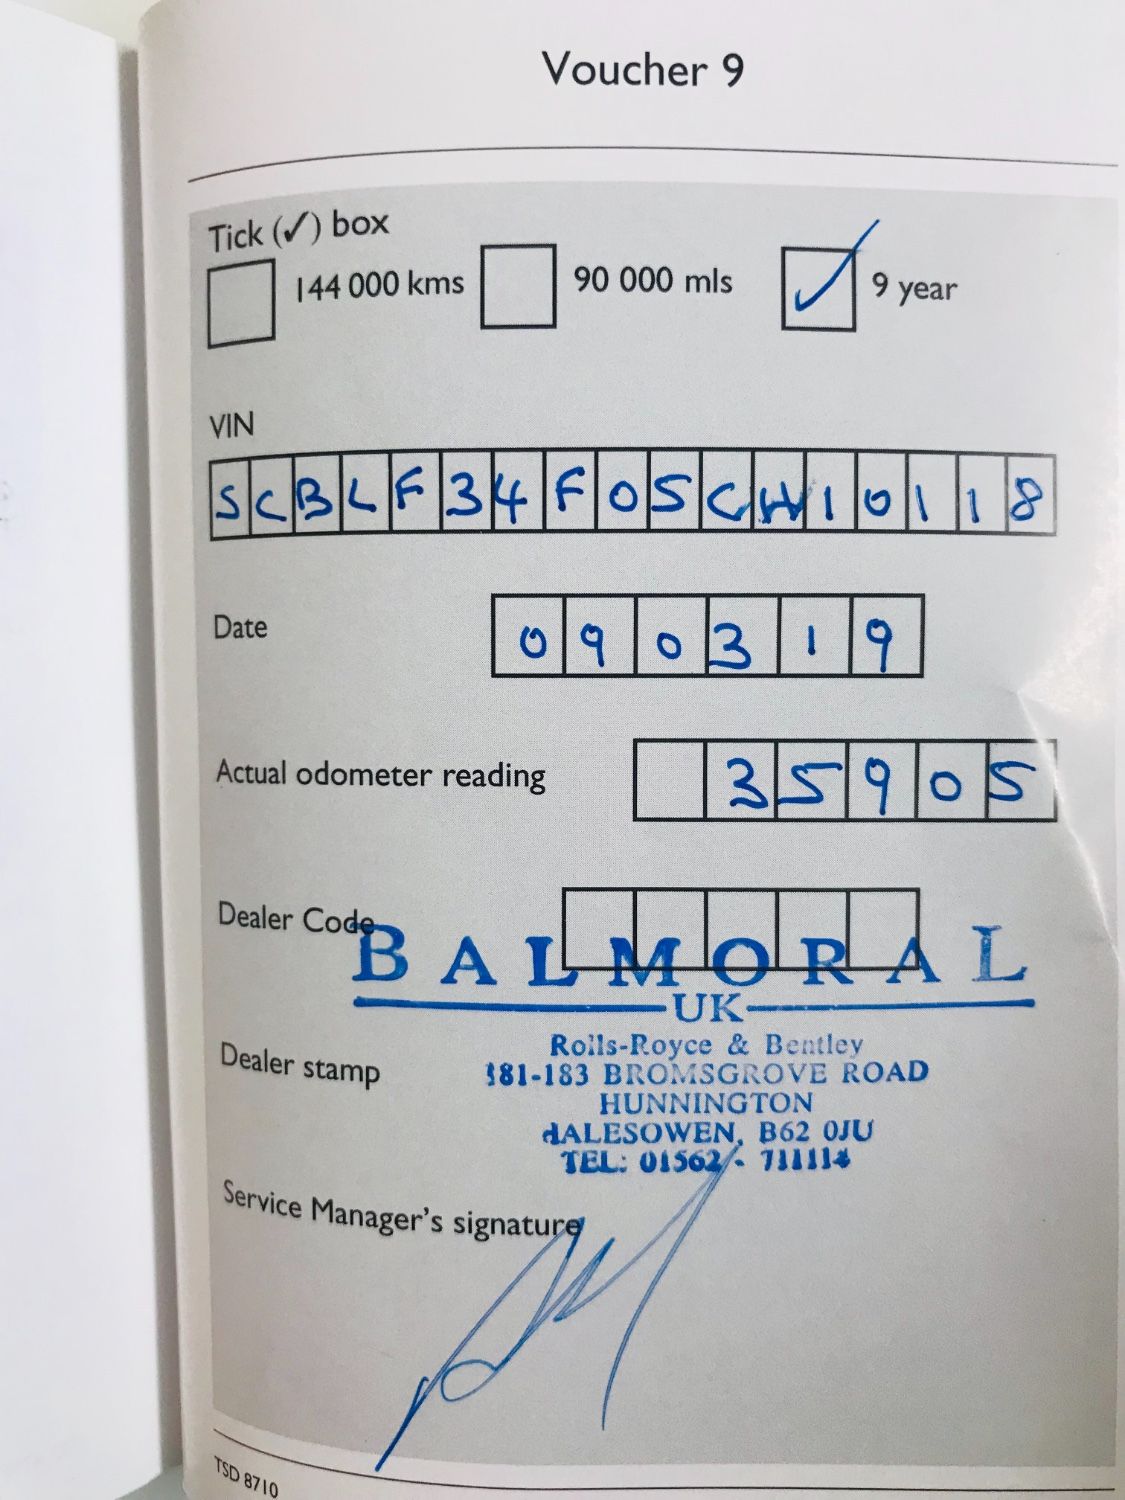 Voucher 9
Tick (✓) box
144 000 kms 90 000 mls ✓ 9 year
VIN
SCBLF34F05CH10118
Date 090319
Actual odometer reading 35905
Dealer Code
BALMORAL
UK
Dealer stamp
Rolls-Royce & Bentley
181-183 BROMSGROVE ROAD
HUNNINGTON
HALESOWEN, B62 0JU
TEL: 01562 - 711114
Service Manager's signature
TSD 8710